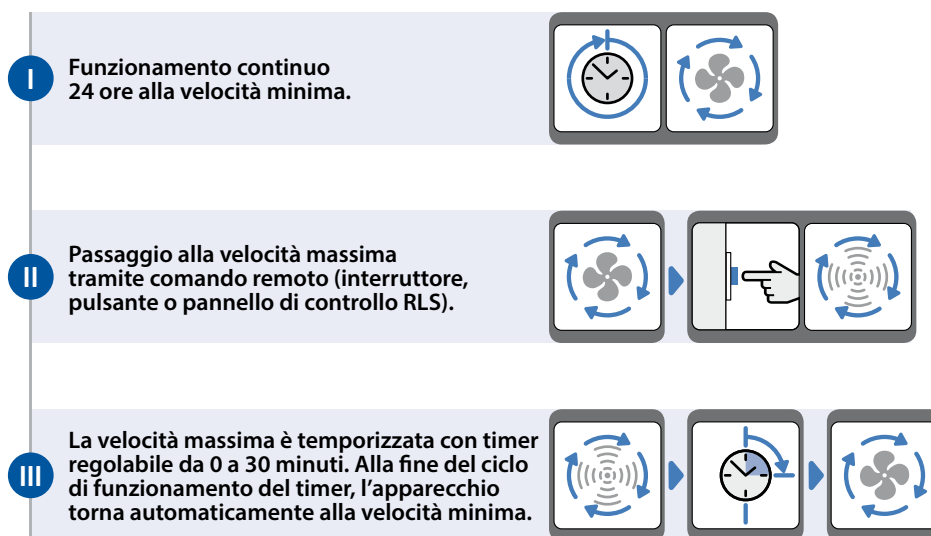 I
Funzionamento continuo
24 ore alla velocità minima.
II
Passaggio alla velocità massima
tramite comando remoto (interruttore,
pulsante o pannello di controllo RLS).
III
La velocità massima è temporizzata con timer
regolabile da 0 a 30 minuti. Alla fine del ciclo
di funzionamento del timer, l’apparecchio
torna automaticamente alla velocità minima.